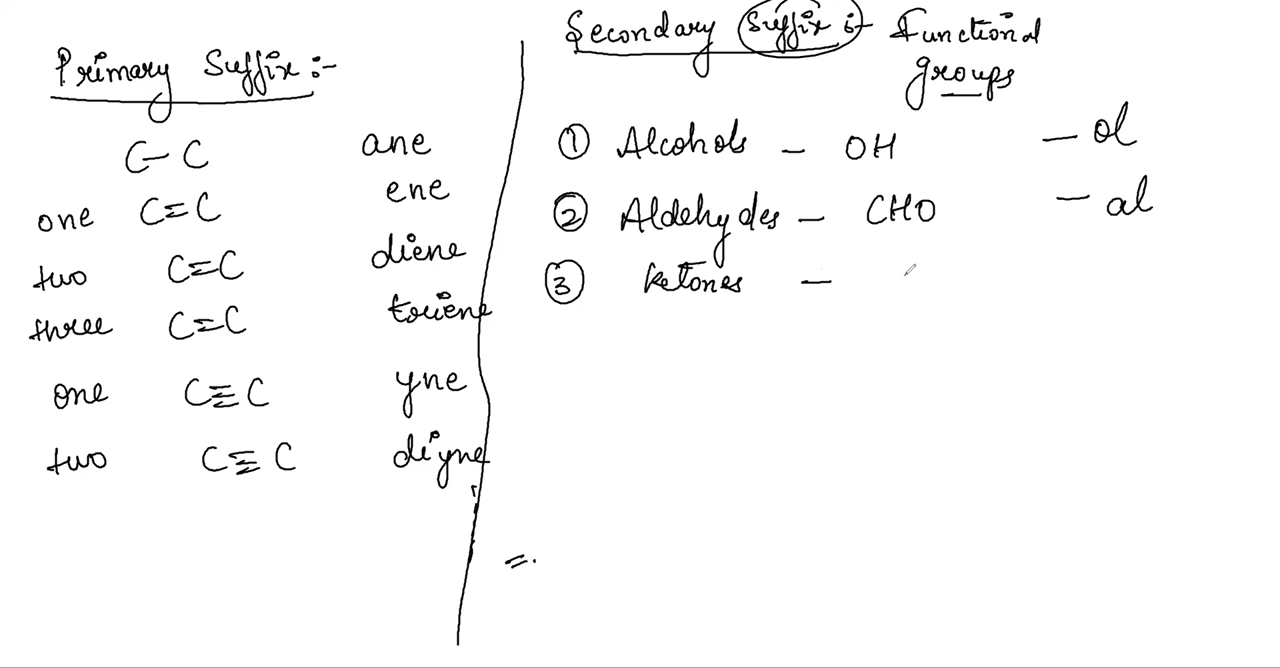 Primary Suffix :-
C-C ane
one C=C ene
two C=C diene
three C=C triene
one C≡C yne
two C≡C diyne
Secondary Suffix :- Functional
groups
① Alcohols - OH - ol
② Aldehydes - CHO - al
③ ketones -
=.